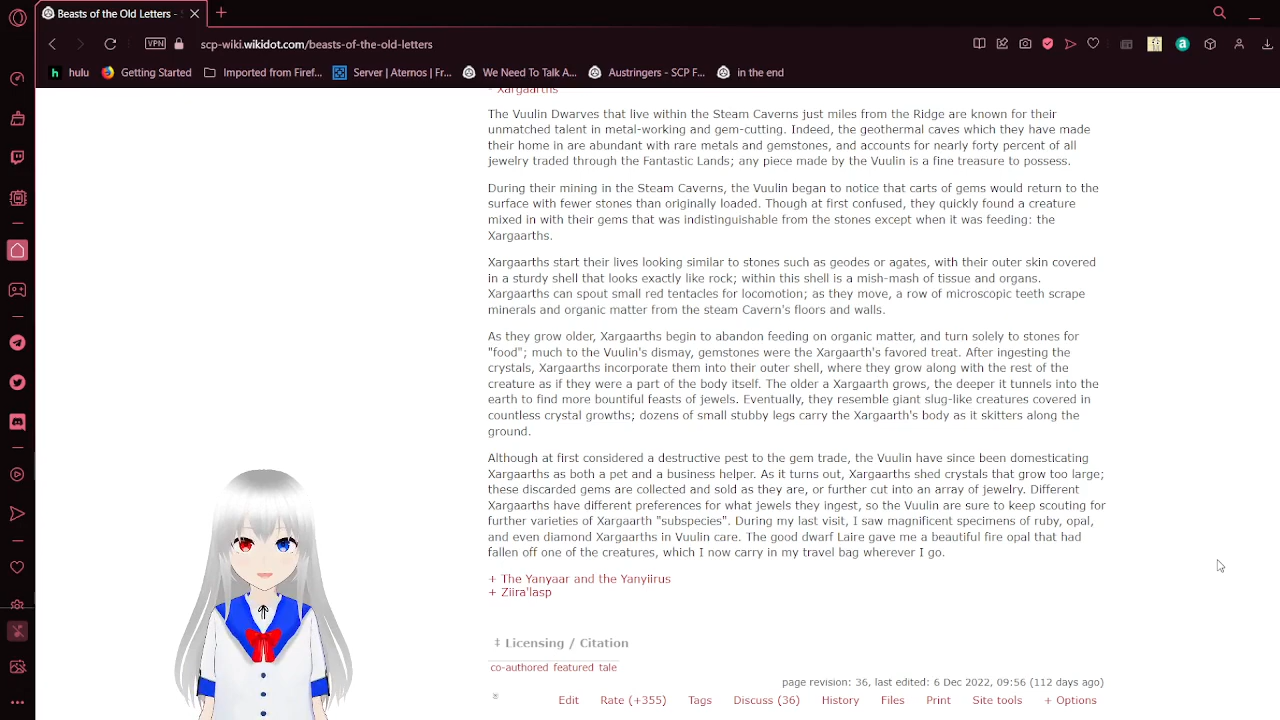 Beasts of the Old Letters -
VPN
scp-wiki.wikidot.com/beasts-of-the-old-letters
h hulu
Getting Started
Imported from Firef...
Server | Aternos | Fr...
We Need To Talk A...
Austringers - SCP F...
in the end
- Xargaarths
The Vuulin Dwarves that live within the Steam Caverns just miles from the Ridge are known for their
unmatched talent in metal-working and gem-cutting. Indeed, the geothermal caves which they have made
their home in are abundant with rare metals and gemstones, and accounts for nearly forty percent of all
jewelry traded through the Fantastic Lands; any piece made by the Vuulin is a fine treasure to possess.
During their mining in the Steam Caverns, the Vuulin began to notice that carts of gems would return to the
surface with fewer stones than originally loaded. Though at first confused, they quickly found a creature
mixed in with their gems that was indistinguishable from the stones except when it was feeding: the
Xargaarths.
Xargaarths start their lives looking similar to stones such as geodes or agates, with their outer skin covered
in a sturdy shell that looks exactly like rock; within this shell is a mish-mash of tissue and organs.
Xargaarths can spout small red tentacles for locomotion; as they move, a row of microscopic teeth scrape
minerals and organic matter from the steam Cavern's floors and walls.
As they grow older, Xargaarths begin to abandon feeding on organic matter, and turn solely to stones for
"food"; much to the Vuulin's dismay, gemstones were the Xargaarth's favored treat. After ingesting the
crystals, Xargaarths incorporate them into their outer shell, where they grow along with the rest of the
creature as if they were a part of the body itself. The older a Xargaarth grows, the deeper it tunnels into the
earth to find more bountiful feasts of jewels. Eventually, they resemble giant slug-like creatures covered in
countless crystal growths; dozens of small stubby legs carry the Xargaarth's body as it skitters along the
ground.
Although at first considered a destructive pest to the gem trade, the Vuulin have since been domesticating
Xargaarths as both a pet and a business helper. As it turns out, Xargaarths shed crystals that grow too large;
these discarded gems are collected and sold as they are, or further cut into an array of jewelry. Different
Xargaarths have different preferences for what jewels they ingest, so the Vuulin are sure to keep scouting for
further varieties of Xargaarth "subspecies". During my last visit, I saw magnificent specimens of ruby, opal,
and even diamond Xargaarths in Vuulin care. The good dwarf Laire gave me a beautiful fire opal that had
fallen off one of the creatures, which I now carry in my travel bag wherever I go.
+ The Yanyaar and the Yanyiirus
+ Ziira'lasp
‡ Licensing / Citation
co-authored featured tale
page revision: 36, last edited: 6 Dec 2022, 09:56 (112 days ago)
Edit Rate (+355) Tags Discuss (36) History Files Print Site tools + Options